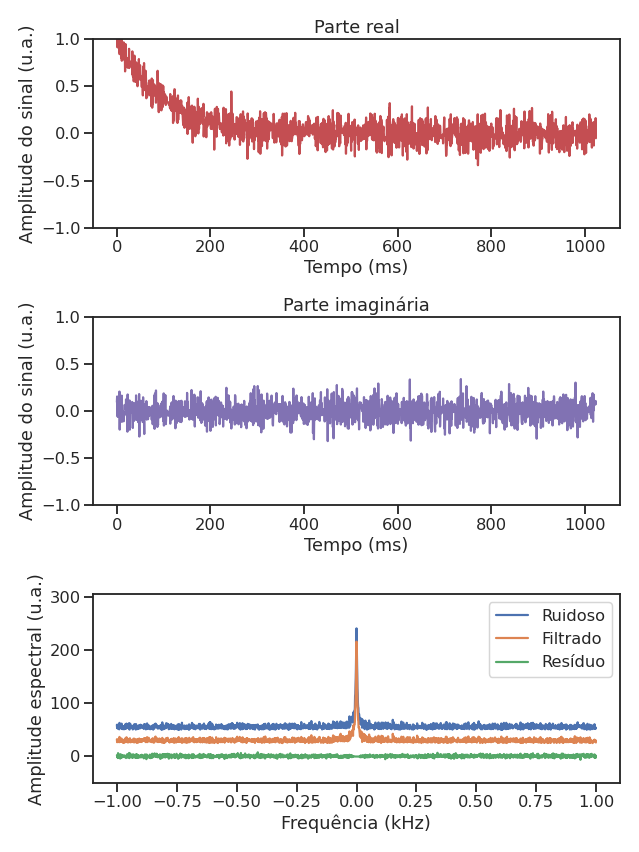 Parte real
Amplitude do sinal (u.a.)
1.0
0.5
0.0
−0.5
−1.0
0 200 400 600 800 1000
Tempo (ms)
Parte imaginária
Amplitude do sinal (u.a.)
1.0
0.5
0.0
−0.5
−1.0
0 200 400 600 800 1000
Tempo (ms)
Amplitude espectral (u.a.)
300
200
100
0
Ruidoso
Filtrado
Resíduo
−1.00 −0.75 −0.50 −0.25 0.00 0.25 0.50 0.75 1.00
Frequência (kHz)